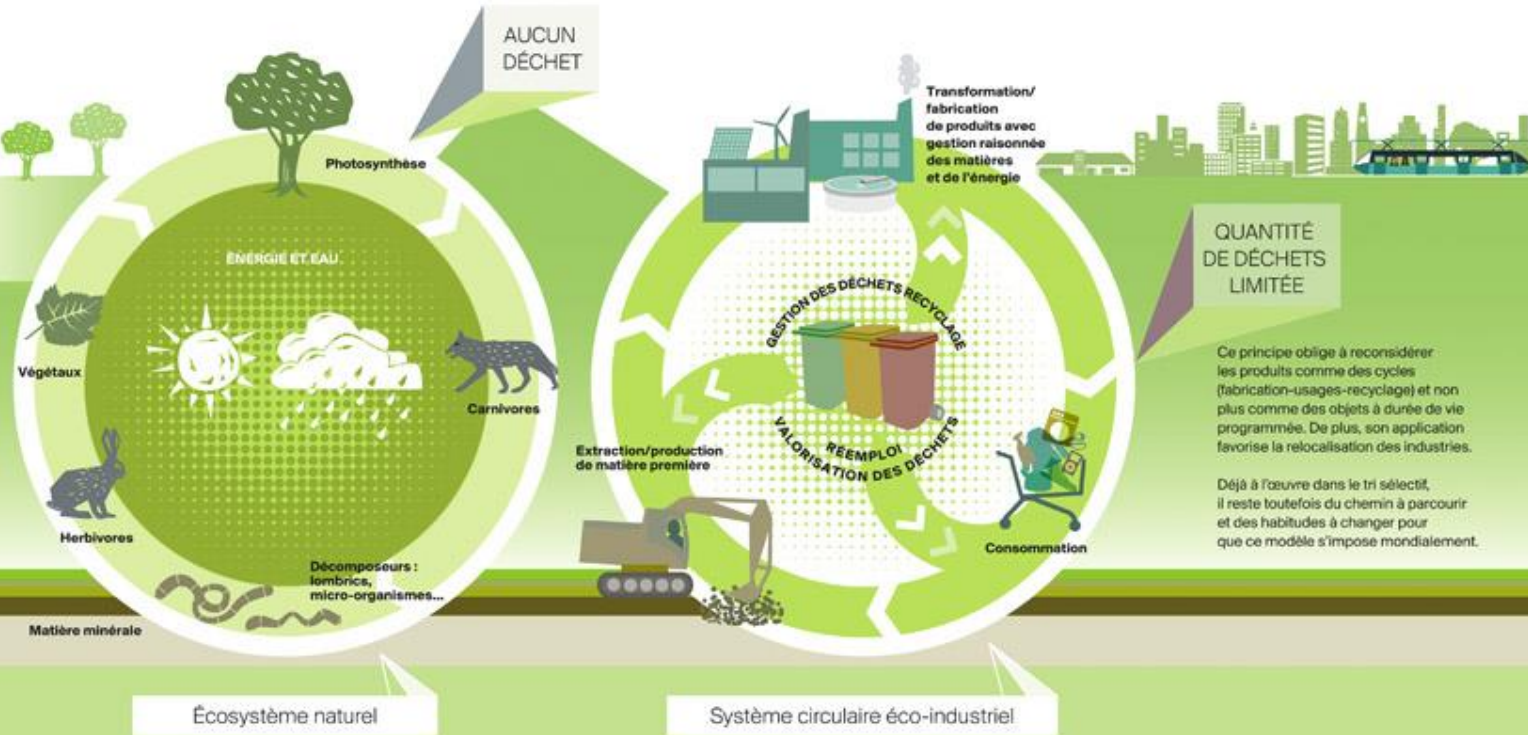 AUCUN
DÉCHET
Photosynthèse
ÉNERGIE ET EAU
Végétaux
Carnivores
Herbivores
Décomposeurs :
lombrics,
micro-organismes...
Matière minérale
Écosystème naturel
Transformation/
fabrication
de produits avec
gestion raisonnée
des matières
et de l'énergie
GESTION DES DÉCHETS RECYCLAGE
RÉEMPLOI
VALORISATION DES DÉCHETS
Extraction/production
de matière première
Consommation
Système circulaire éco-industriel
QUANTITÉ
DE DÉCHETS
LIMITÉE
Ce principe oblige à reconsidérer
les produits comme des cycles
(fabrication-usages-recyclage) et non
plus comme des objets à durée de vie
programmée. De plus, son application
favorise la relocalisation des industries.
Déjà à l'œuvre dans le tri sélectif,
il reste toutefois du chemin à parcourir
et des habitudes à changer pour
que ce modèle s'impose mondialement.